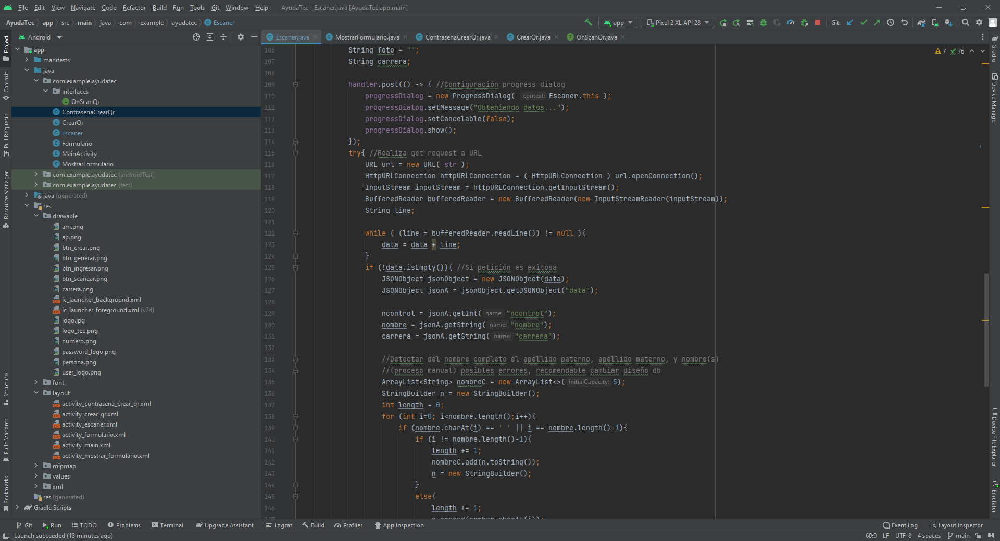 File Edit View Navigate Code Refactor Build Run Tools Git Window Help AyudaTec - Escaner.java [AyudaTec.app.main]
AyudaTec app src main java com example ayudatec Escaner app Pixel 2 XL API 28 Git:
Android
Escaner.java MostrarFormulario.java ContrasenaCrearQr.java CrearQr.java OnScanQr.java
Project
Commit
Pull Requests
Resource Manager
Structure
Build Variants
Bookmarks
app
manifests
java
com.example.ayudatec
interfaces
OnScanQr
ContrasenaCrearQr
CrearQr
Escaner
Formulario
MainActivity
MostrarFormulario
com.example.ayudatec (androidTest)
com.example.ayudatec (test)
java (generated)
res
drawable
am.png
ap.png
btn_crear.png
btn_generar.png
btn_ingresar.png
btn_scanear.png
carrera.png
ic_launcher_background.xml
ic_launcher_foreground.xml (v24)
logo.jpg
logo_tec.png
numero.png
password_logo.png
persona.png
user_logo.png
font
layout
activity_contrasena_crear_qr.xml
activity_crear_qr.xml
activity_escaner.xml
activity_formulario.xml
activity_main.xml
activity_mostrar_formulario.xml
mipmap
values
xml
res (generated)
Gradle Scripts
7 76
106 String foto = "";
107 String carrera;
108
109 handler.post(() -> { //Configuración progress dialog
110 progressDialog = new ProgressDialog( context: Escaner.this );
111 progressDialog.setMessage("Obteniendo datos...");
112 progressDialog.setCancelable(false);
113 progressDialog.show();
114 });
115 try{ //Realiza get request a URL
116 URL url = new URL( str );
117 HttpURLConnection httpURLConnection = ( HttpURLConnection ) url.openConnection();
118 InputStream inputStream = httpURLConnection.getInputStream();
119 BufferedReader bufferedReader = new BufferedReader(new InputStreamReader(inputStream));
120 String line;
121
122 while ( (line = bufferedReader.readLine()) != null ){
123 data = data + line;
124 }
125 if (!data.isEmpty()){ //Si petición es exitosa
126 JSONObject jsonObject = new JSONObject(data);
127 JSONObject jsonA = jsonObject.getJSONObject("data");
128
129 ncontrol = jsonA.getInt( name: "ncontrol");
130 nombre = jsonA.getString( name: "nombre");
131 carrera = jsonA.getString( name: "carrera");
132
133 //Detectar del nombre completo el apellido paterno, apellido materno, y nombre(s)
134 //(proceso manual) posibles errores, recomendable cambiar diseño db
135 ArrayList<String> nombreC = new ArrayList<>( initialCapacity: 5);
136 StringBuilder n = new StringBuilder();
137 int length = 0;
138 for (int i=0; i<nombre.length();i++){
139 if (nombre.charAt(i) == ' ' || i == nombre.length()-1){
140 if (i != nombre.length()-1){
141 length += 1;
142 nombreC.add(n.toString());
143 n = new StringBuilder();
144 }
145 else{
146 length += 1;
Gradle
Device Manager
Device File Explorer
Emulator
Git Run TODO Problems Terminal Upgrade Assistant Logcat Build Profiler App Inspection Event Log Layout Inspector
Launch succeeded (13 minutes ago) 60:9 LF UTF-8 4 spaces main